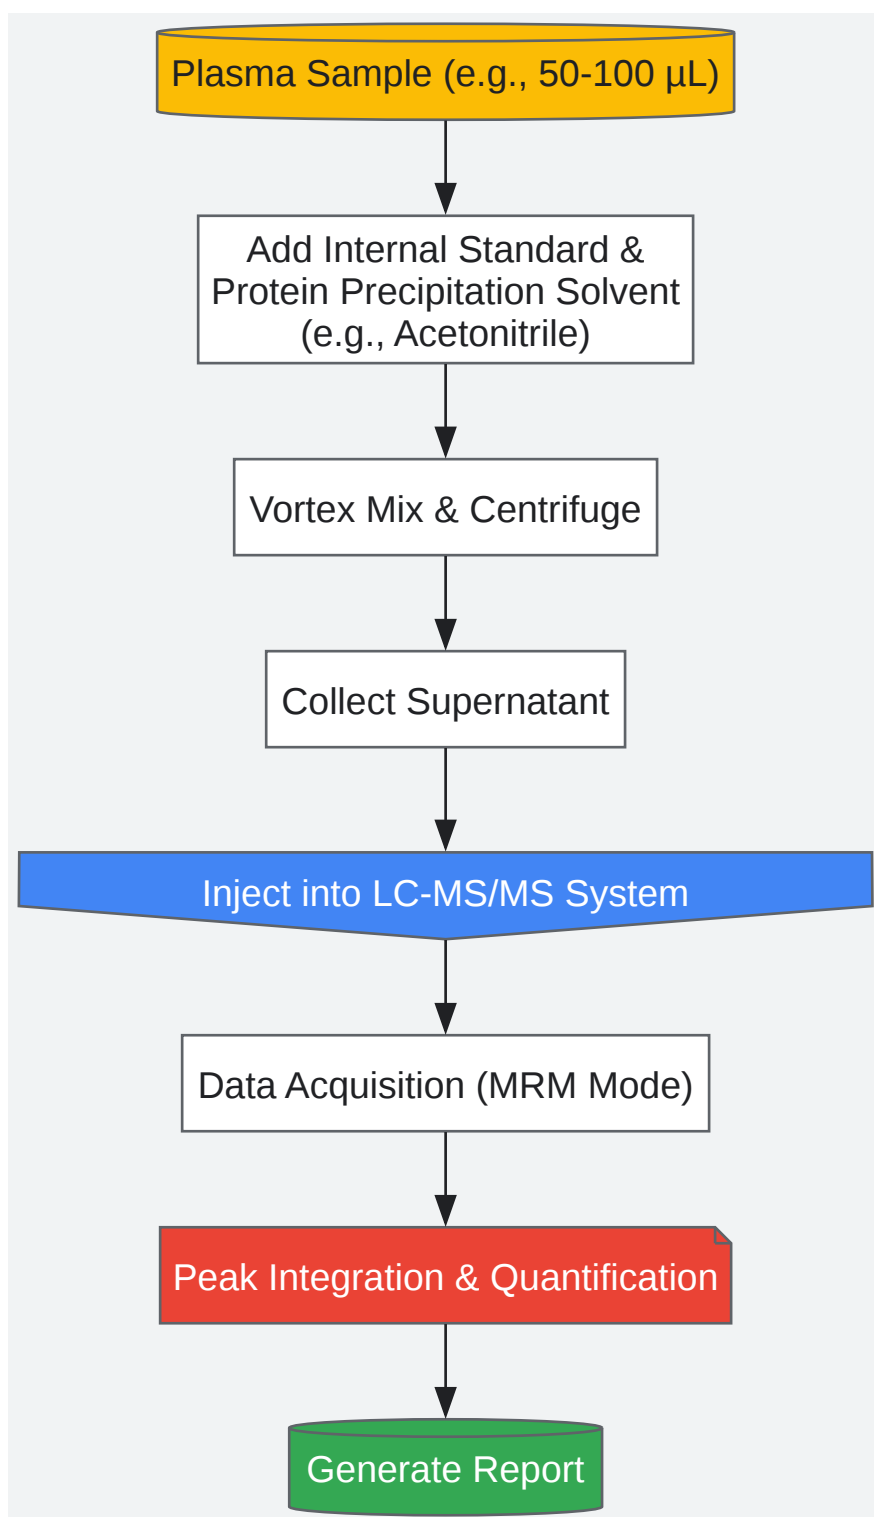 Plasma Sample (e.g., 50-100 µL)
Add Internal Standard &
Protein Precipitation Solvent
(e.g., Acetonitrile)
Vortex Mix & Centrifuge
Collect Supernatant
Inject into LC-MS/MS System
Data Acquisition (MRM Mode)
Peak Integration & Quantification
Generate Report